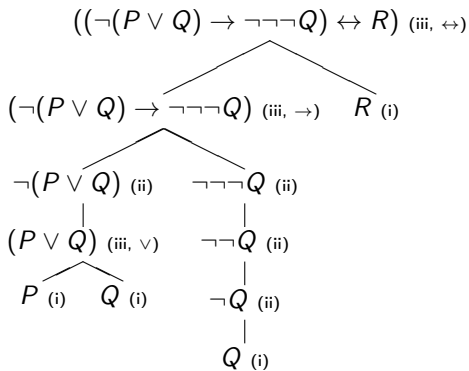 ((¬(P ∨ Q) → ¬¬¬Q) ↔ R) (iii, ↔)
(¬(P ∨ Q) → ¬¬¬Q) (iii, →) R (i)
¬(P ∨ Q) (ii) ¬¬¬Q (ii)
(P ∨ Q) (iii, ∨) ¬¬Q (ii)
P (i) Q (i) ¬Q (ii)
Q (i)